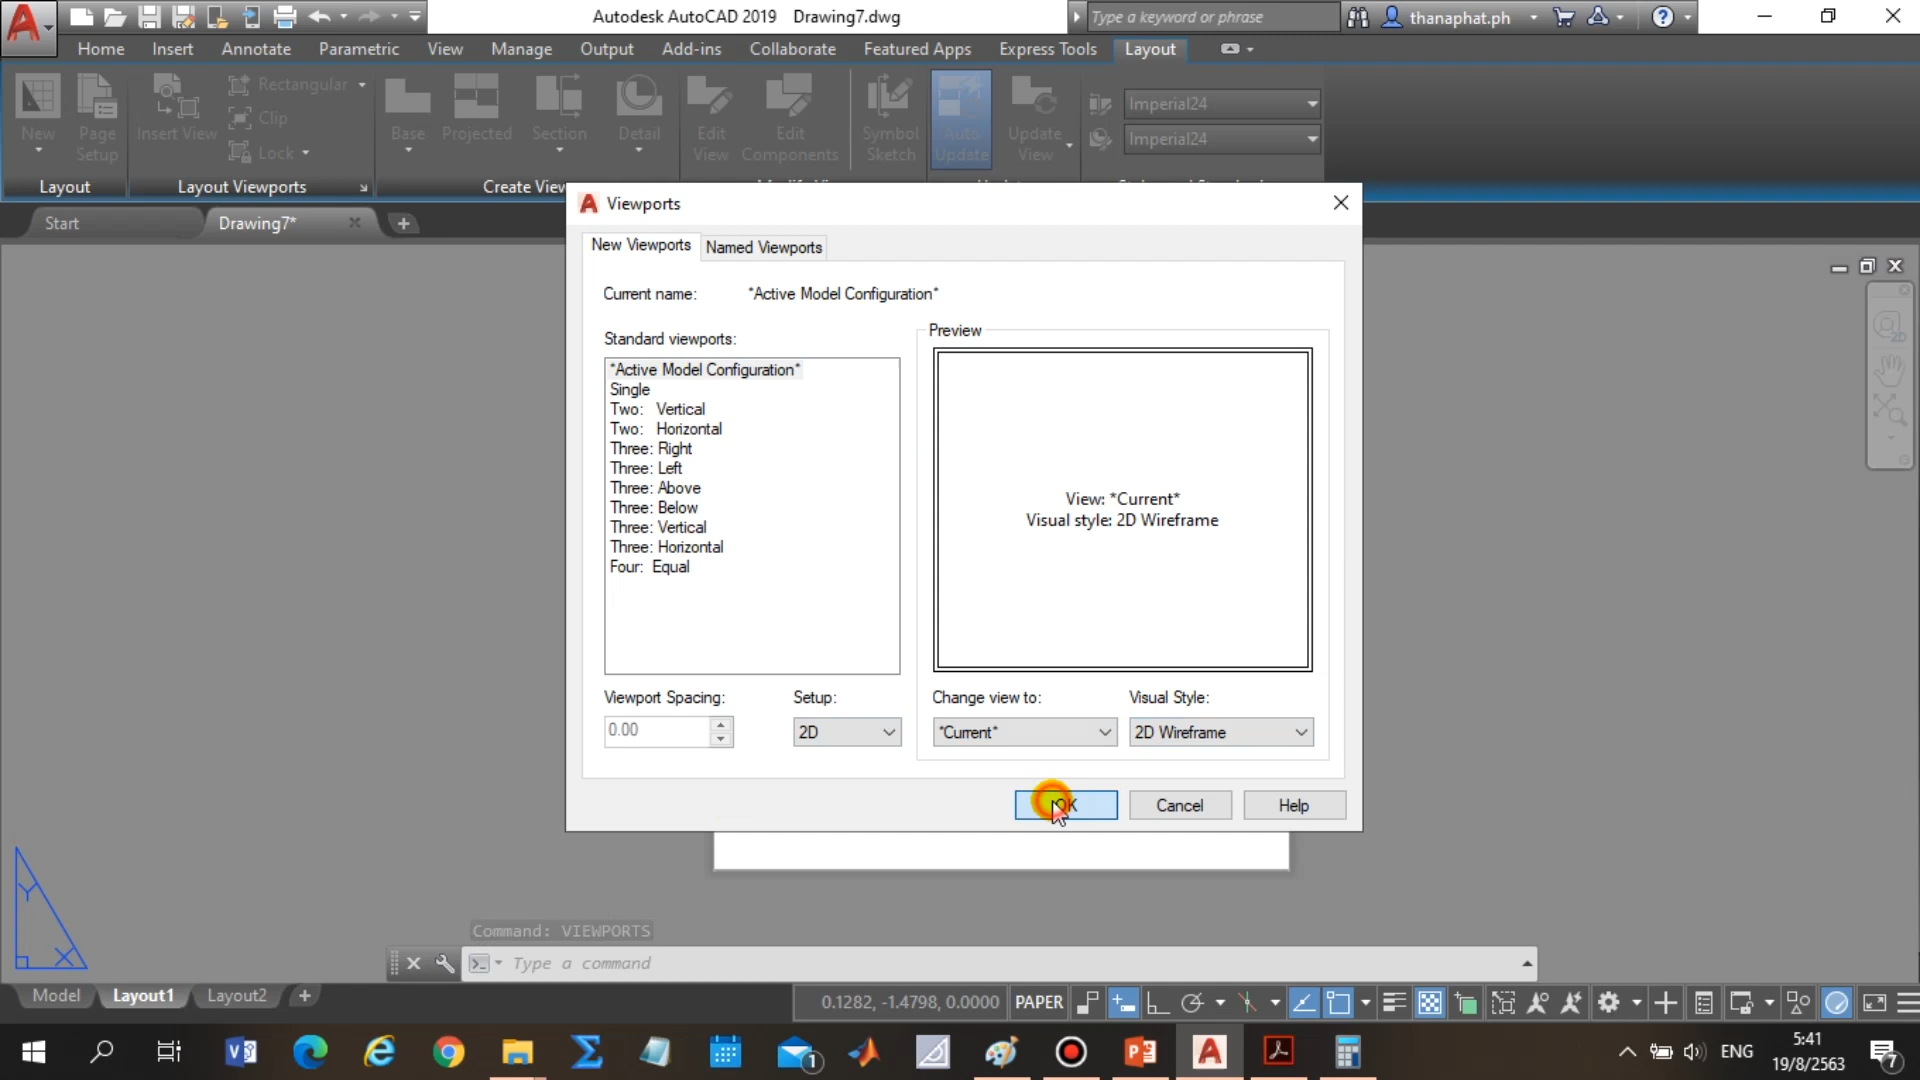 Autodesk AutoCAD 2019 Drawing7.dwg
Type a keyword or phrase
thanaphat.ph
Home Insert Annotate Parametric View Manage Output Add-ins Collaborate Featured Apps Express Tools Layout
New
Page Setup
Insert View
Rectangular
Clip
Lock
Base
Projected
Section
Detail
Edit View
Edit Components
Symbol Sketch
Auto Update
Update View
Imperial24
Imperial24
Layout
Layout Viewports
Start
Drawing7*
Viewports
New Viewports
Named Viewports
Current name: *Active Model Configuration*
Standard viewports:
*Active Model Configuration*
Single
Two: Vertical
Two: Horizontal
Three: Right
Three: Left
Three: Above
Three: Below
Three: Vertical
Three: Horizontal
Four: Equal
Preview
View: *Current*
Visual style: 2D Wireframe
Viewport Spacing:
0.00
Setup:
2D
Change view to:
*Current*
Visual Style:
2D Wireframe
OK
Cancel
Help
2D
Y
X
Command: VIEWPORTS
Type a command
Model
Layout1
Layout2
0.1282, -1.4798, 0.0000
PAPER
1
ENG
5:41
19/8/2563
7